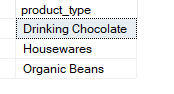 product_type
Drinking Chocolate
Housewares
Organic Beans